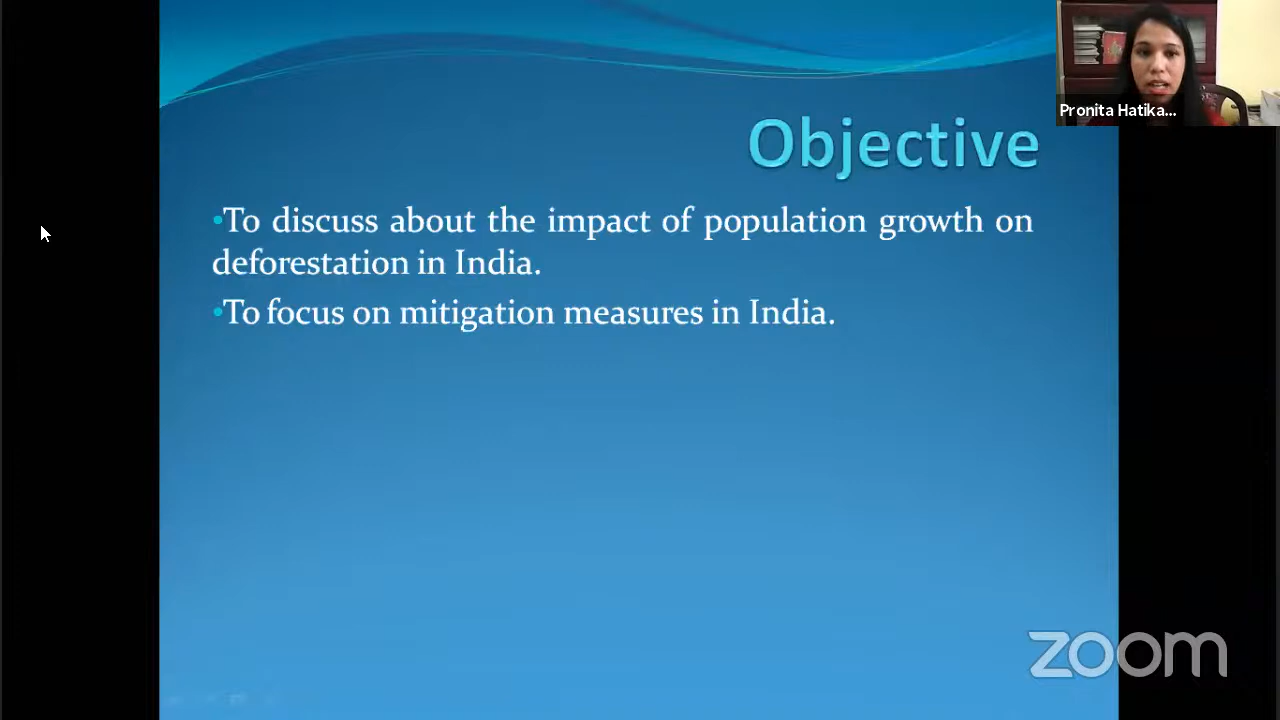 Pronita Hatika...
Objective
•To discuss about the impact of population growth on
deforestation in India.
•To focus on mitigation measures in India.
zoom